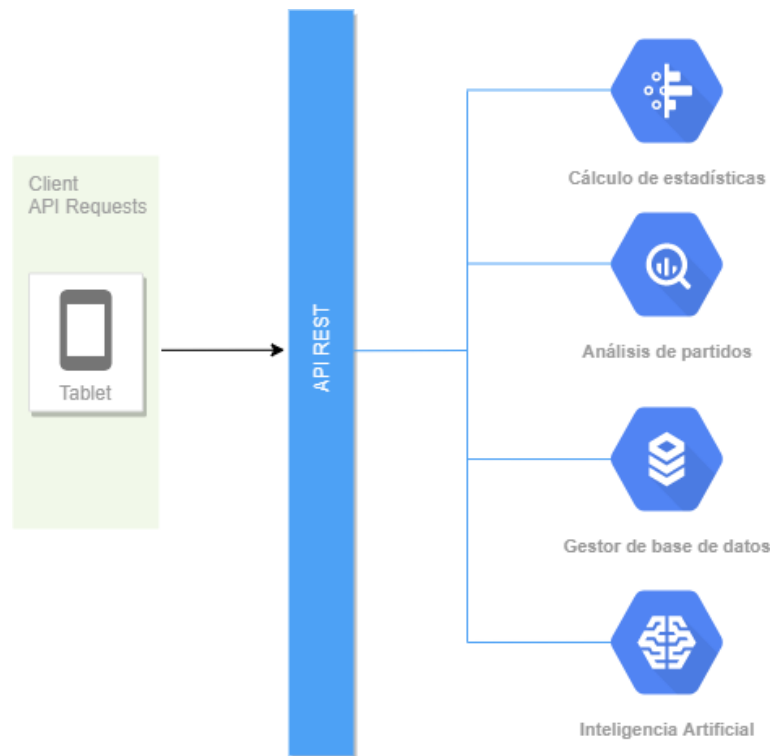 Client
API Requests
Tablet
API REST
Cálculo de estadísticas
Análisis de partidos
Gestor de base de datos
Inteligencia Artificial